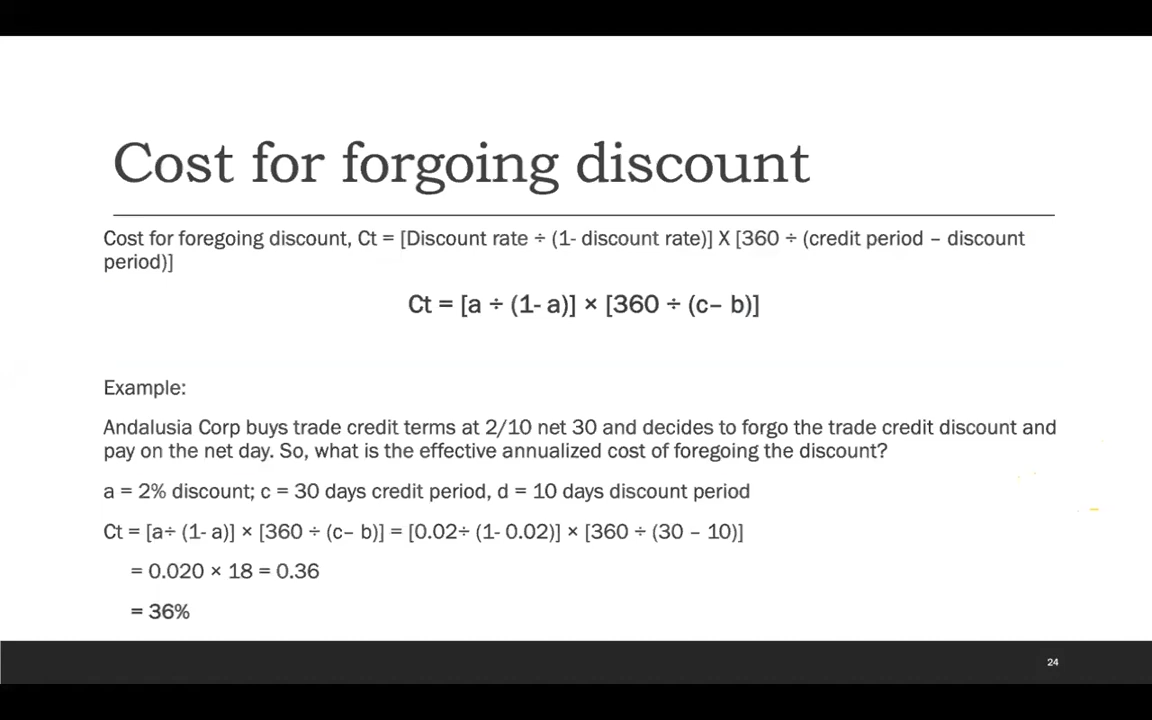 Cost for forgoing discount
Cost for foregoing discount, Ct = [Discount rate ÷ (1- discount rate)] X [360 ÷ (credit period – discount
period)]
Ct = [a ÷ (1- a)] × [360 ÷ (c– b)]
Example:
Andalusia Corp buys trade credit terms at 2/10 net 30 and decides to forgo the trade credit discount and
pay on the net day. So, what is the effective annualized cost of foregoing the discount?
a = 2% discount; c = 30 days credit period, d = 10 days discount period
Ct = [a÷ (1- a)] × [360 ÷ (c– b)] = [0.02÷ (1- 0.02)] × [360 ÷ (30 – 10)]
= 0.020 × 18 = 0.36
= 36%
24